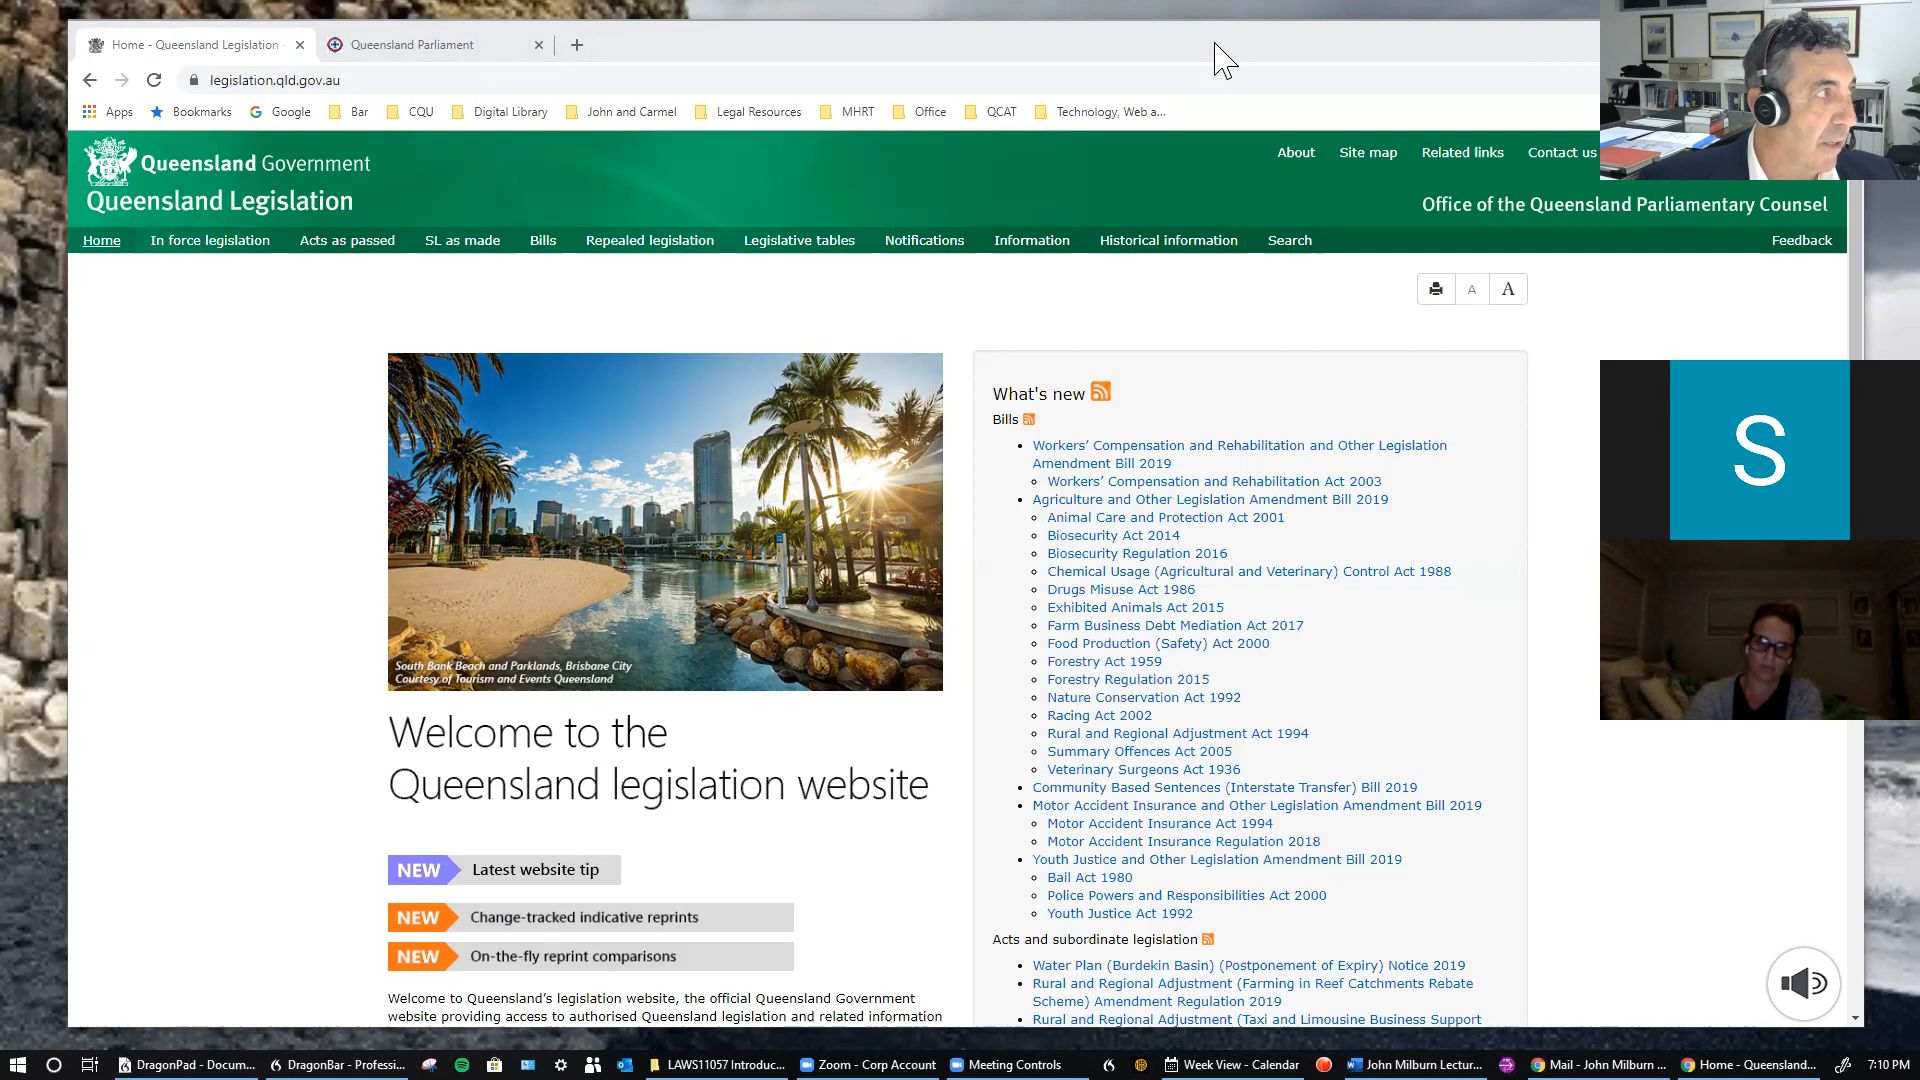 Home - Queensland Legislation -
Queensland Parliament
legislation.qld.gov.au
Apps Bookmarks Google Bar CQU Digital Library John and Carmel Legal Resources MHRT Office QCAT Technology, Web a...
Queensland Government
About Site map Related links Contact us
Queensland Legislation
Office of the Queensland Parliamentary Counsel
Home In force legislation Acts as passed SL as made Bills Repealed legislation Legislative tables Notifications Information Historical information Search Feedback
A A
South Bank Beach and Parklands, Brisbane City
Courtesy of Tourism and Events Queensland
Welcome to the
Queensland legislation website
NEW Latest website tip
NEW Change-tracked indicative reprints
NEW On-the-fly reprint comparisons
Welcome to Queensland's legislation website, the official Queensland Government
website providing access to authorised Queensland legislation and related information
What's new
Bills
Workers' Compensation and Rehabilitation and Other Legislation
Amendment Bill 2019
Workers' Compensation and Rehabilitation Act 2003
Agriculture and Other Legislation Amendment Bill 2019
Animal Care and Protection Act 2001
Biosecurity Act 2014
Biosecurity Regulation 2016
Chemical Usage (Agricultural and Veterinary) Control Act 1988
Drugs Misuse Act 1986
Exhibited Animals Act 2015
Farm Business Debt Mediation Act 2017
Food Production (Safety) Act 2000
Forestry Act 1959
Forestry Regulation 2015
Nature Conservation Act 1992
Racing Act 2002
Rural and Regional Adjustment Act 1994
Summary Offences Act 2005
Veterinary Surgeons Act 1936
Community Based Sentences (Interstate Transfer) Bill 2019
Motor Accident Insurance and Other Legislation Amendment Bill 2019
Motor Accident Insurance Act 1994
Motor Accident Insurance Regulation 2018
Youth Justice and Other Legislation Amendment Bill 2019
Bail Act 1980
Police Powers and Responsibilities Act 2000
Youth Justice Act 1992
Acts and subordinate legislation
Water Plan (Burdekin Basin) (Postponement of Expiry) Notice 2019
Rural and Regional Adjustment (Farming in Reef Catchments Rebate
Scheme) Amendment Regulation 2019
Rural and Regional Adjustment (Taxi and Limousine Business Support
S
DragonPad - Docum... DragonBar - Professi... LAWS11057 Introduc... Zoom - Corp Account Meeting Controls Week View - Calendar John Milburn Lectur... Mail - John Milburn ... Home - Queensland... 7:10 PM